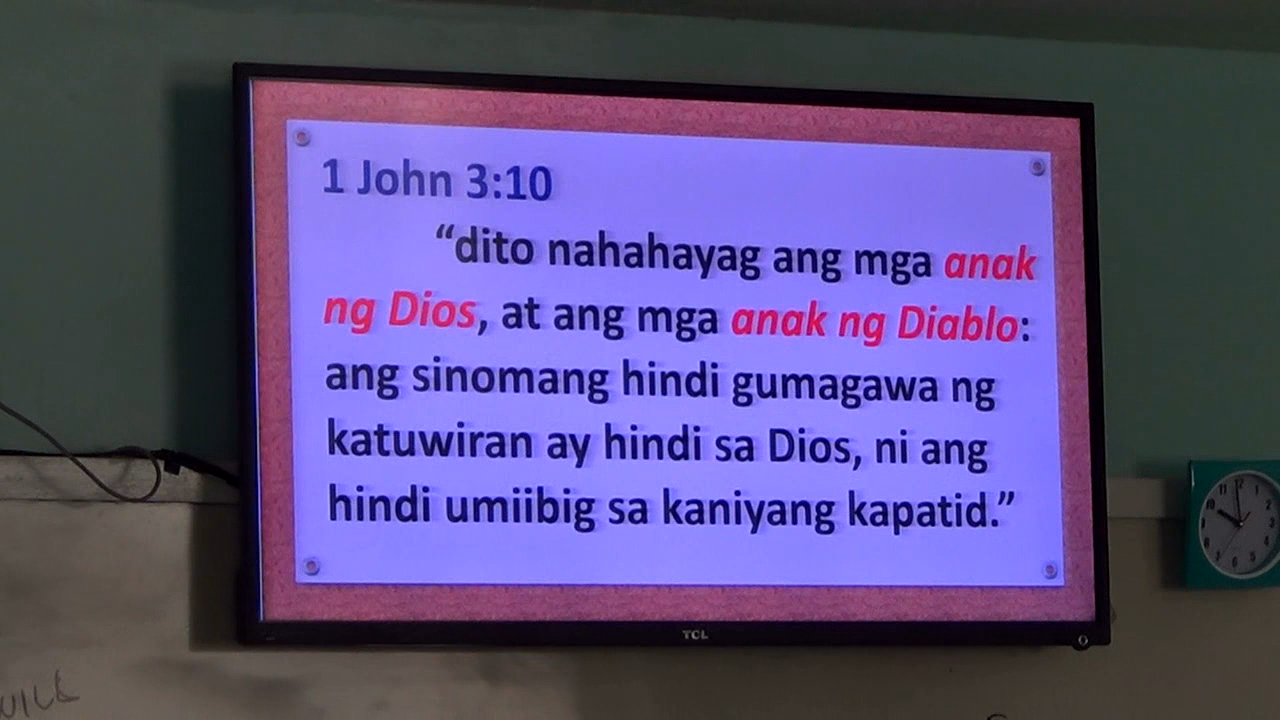 1 John 3:10
“dito nahahayag ang mga anak
ng Dios, at ang mga anak ng Diablo:
ang sinomang hindi gumagawa ng
katuwiran ay hindi sa Dios, ni ang
hindi umiibig sa kaniyang kapatid.”
TCL